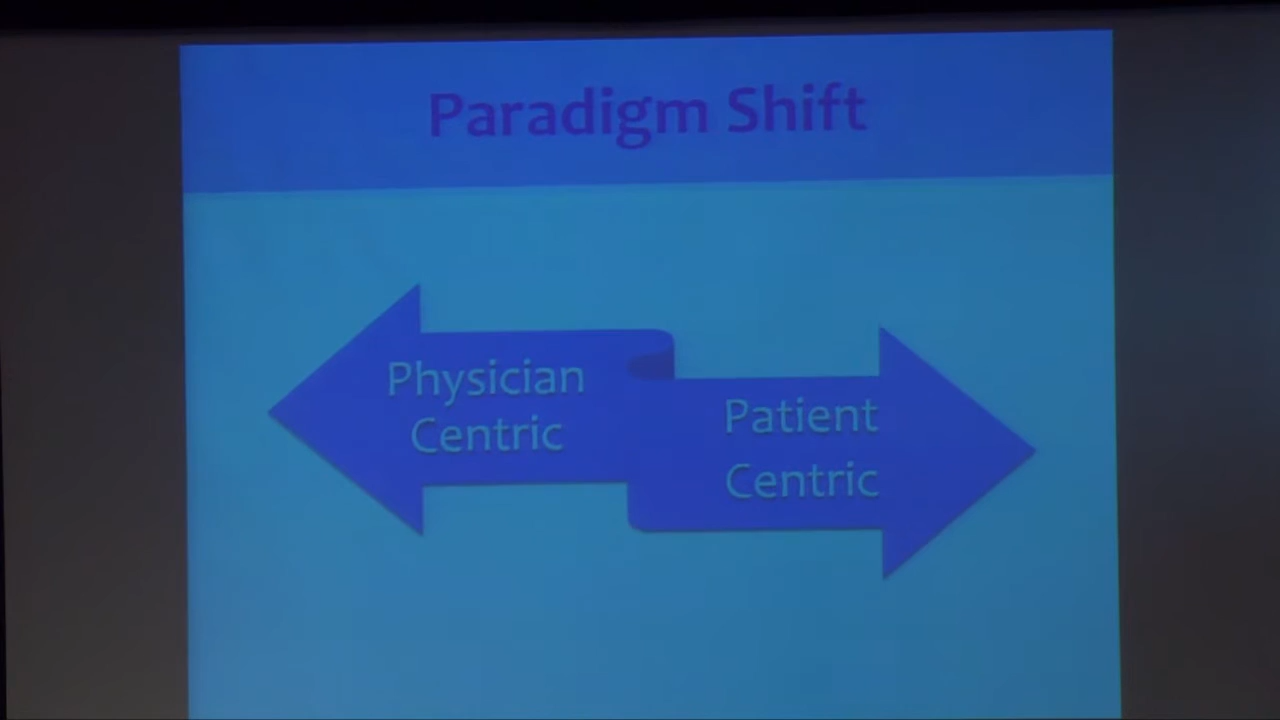 Paradigm Shift
Physician
Centric
Patient
Centric